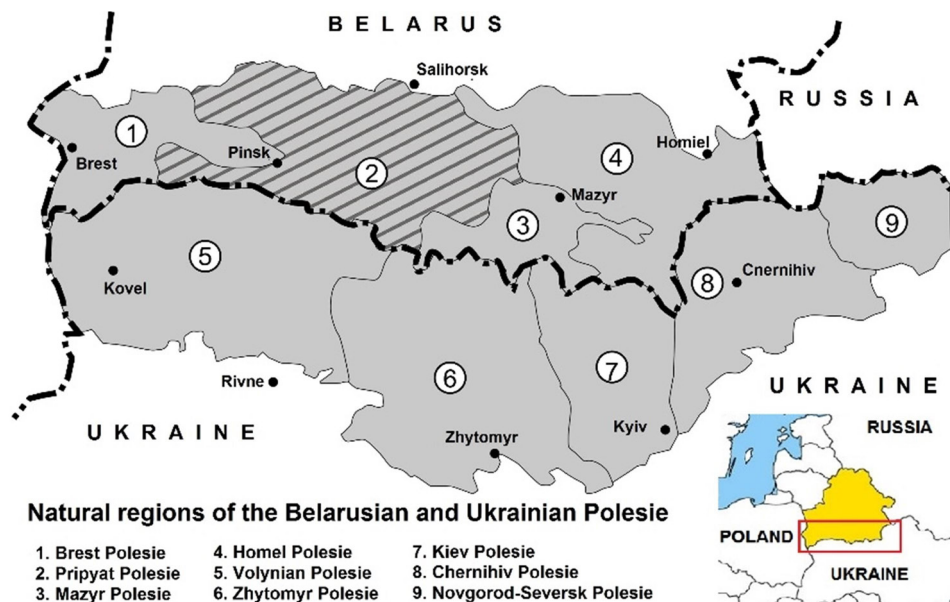 BELARUS
Salihorsk
RUSSIA
1
Brest
Pinsk
2
4
Homiel
Mazyr
3
9
5
Kovel
8
Cnernihiv
Rivne
6
7
UKRAINE
UKRAINE
Zhytomyr
Kyiv
RUSSIA
POLAND
UKRAINE
Natural regions of the Belarusian and Ukrainian Polesie
1. Brest Polesie
2. Pripyat Polesie
3. Mazyr Polesie
4. Homel Polesie
5. Volynian Polesie
6. Zhytomyr Polesie
7. Kiev Polesie
8. Chernihiv Polesie
9. Novgorod-Seversk Polesie